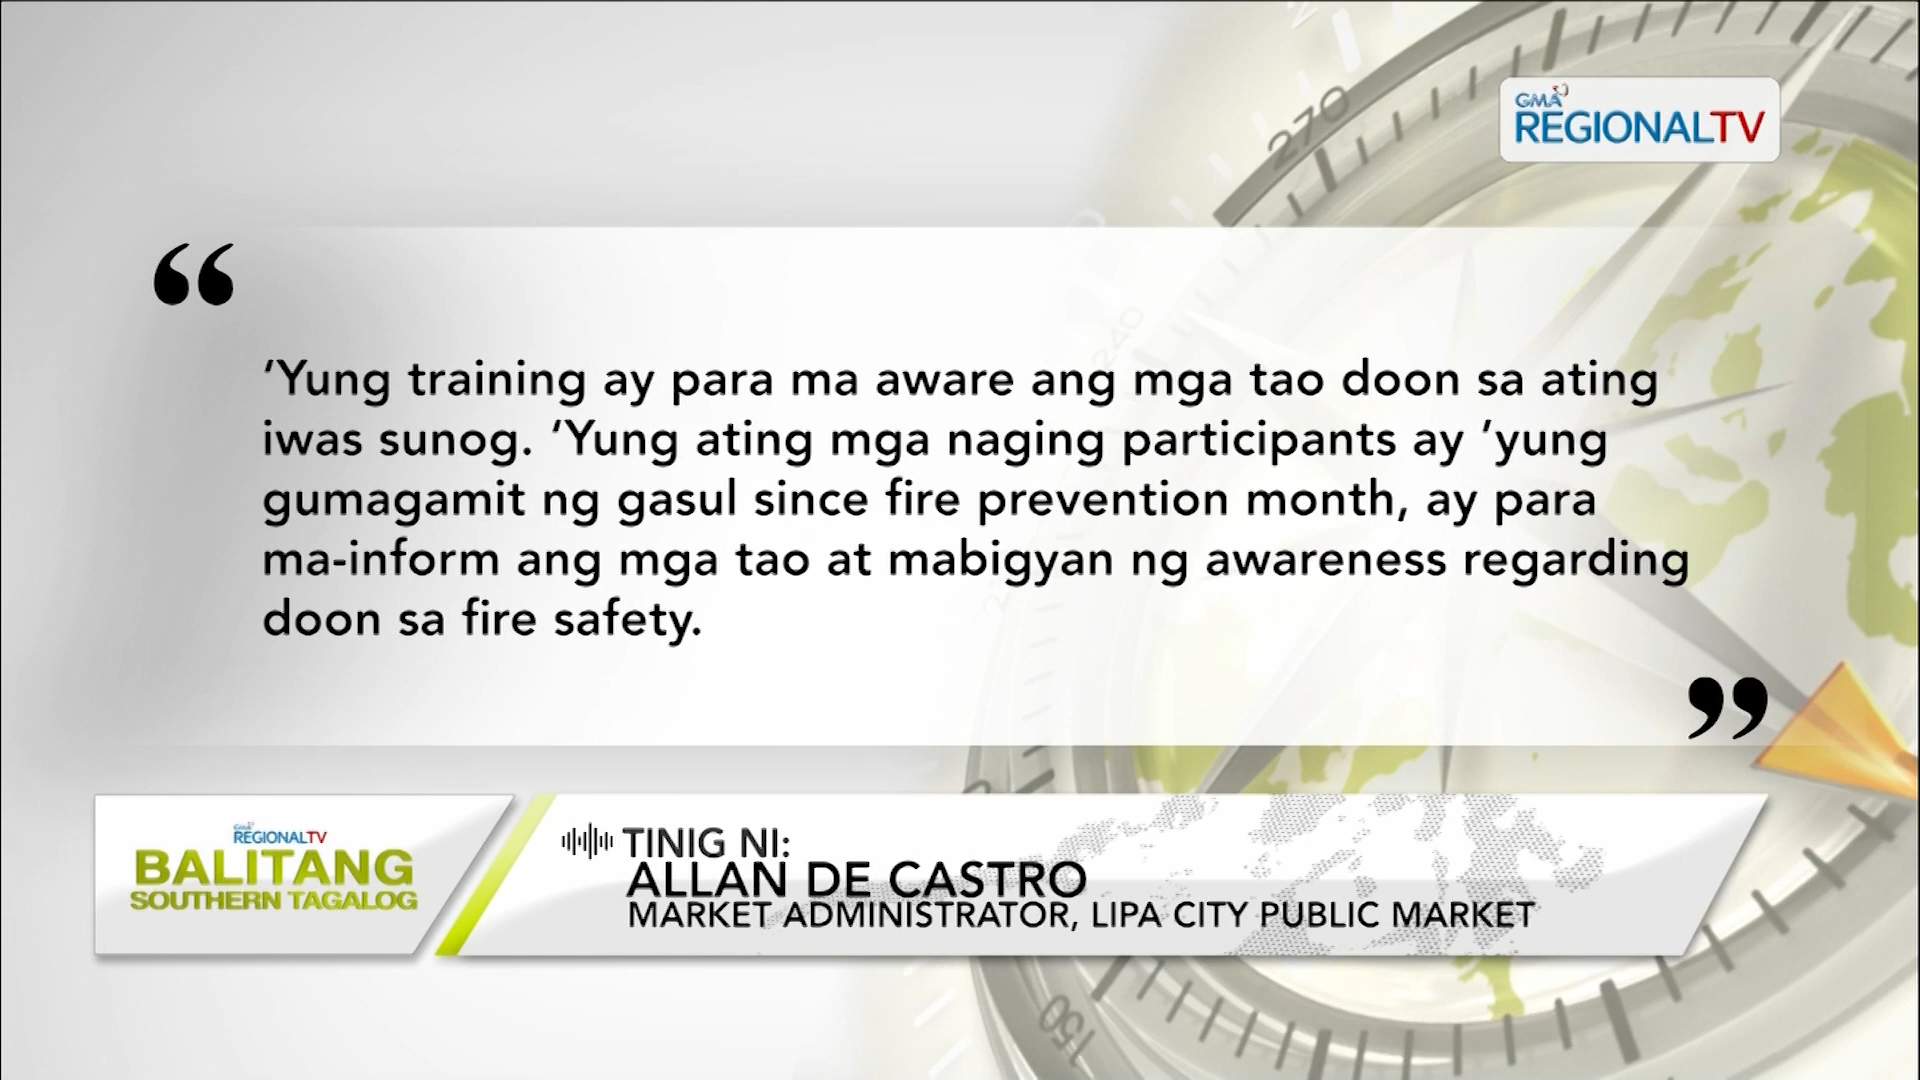 270
GMA
REGIONALTV
“
‘Yung training ay para ma aware ang mga tao doon sa ating
iwas sunog. ‘Yung ating mga naging participants ay ’yung
gumagamit ng gasul since fire prevention month, ay para
ma-inform ang mga tao at mabigyan ng awareness regarding
doon sa fire safety.
”
240
GMA
REGIONALTV
BALITANG
SOUTHERN TAGALOG
TINIG NI:
ALLAN DE CASTRO
MARKET ADMINISTRATOR, LIPA CITY PUBLIC MARKET
150